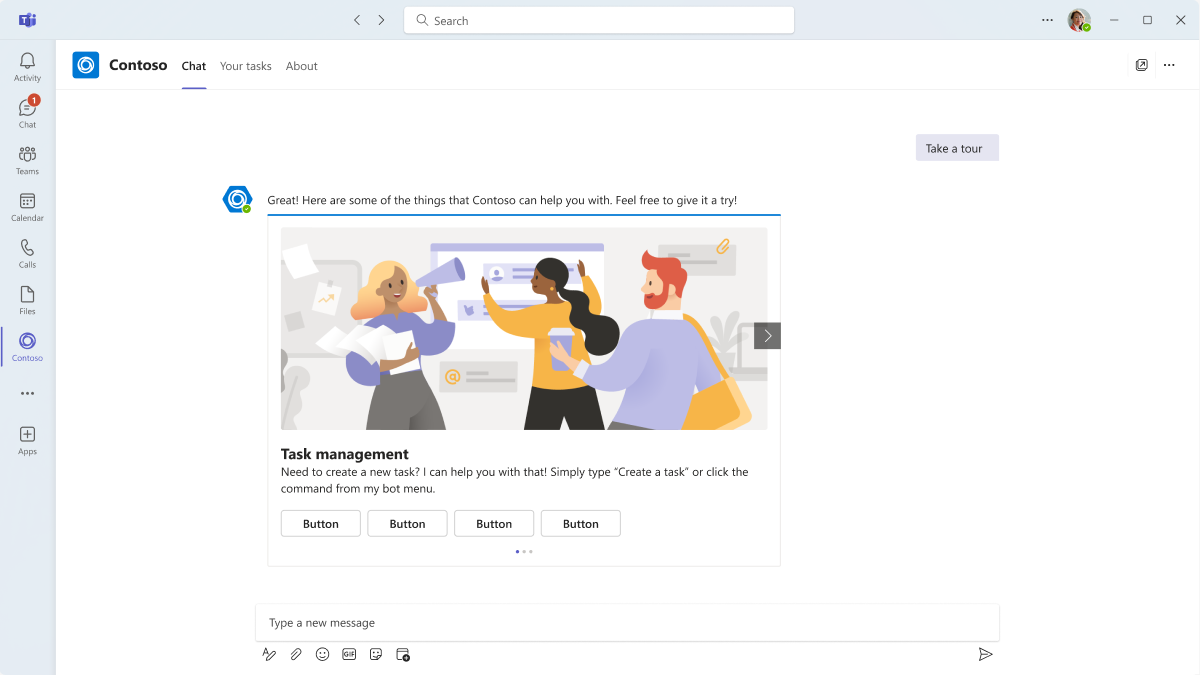 Search
Activity
1
Chat
Teams
Calendar
Calls
Files
Contoso
Apps
Contoso
Chat
Your tasks
About
Take a tour
Great! Here are some of the things that Contoso can help you with. Feel free to give it a try!
@
Task management
Need to create a new task? I can help you with that! Simply type “Create a task” or click the
command from my bot menu.
Button
Button
Button
Button
Type a new message
GIF